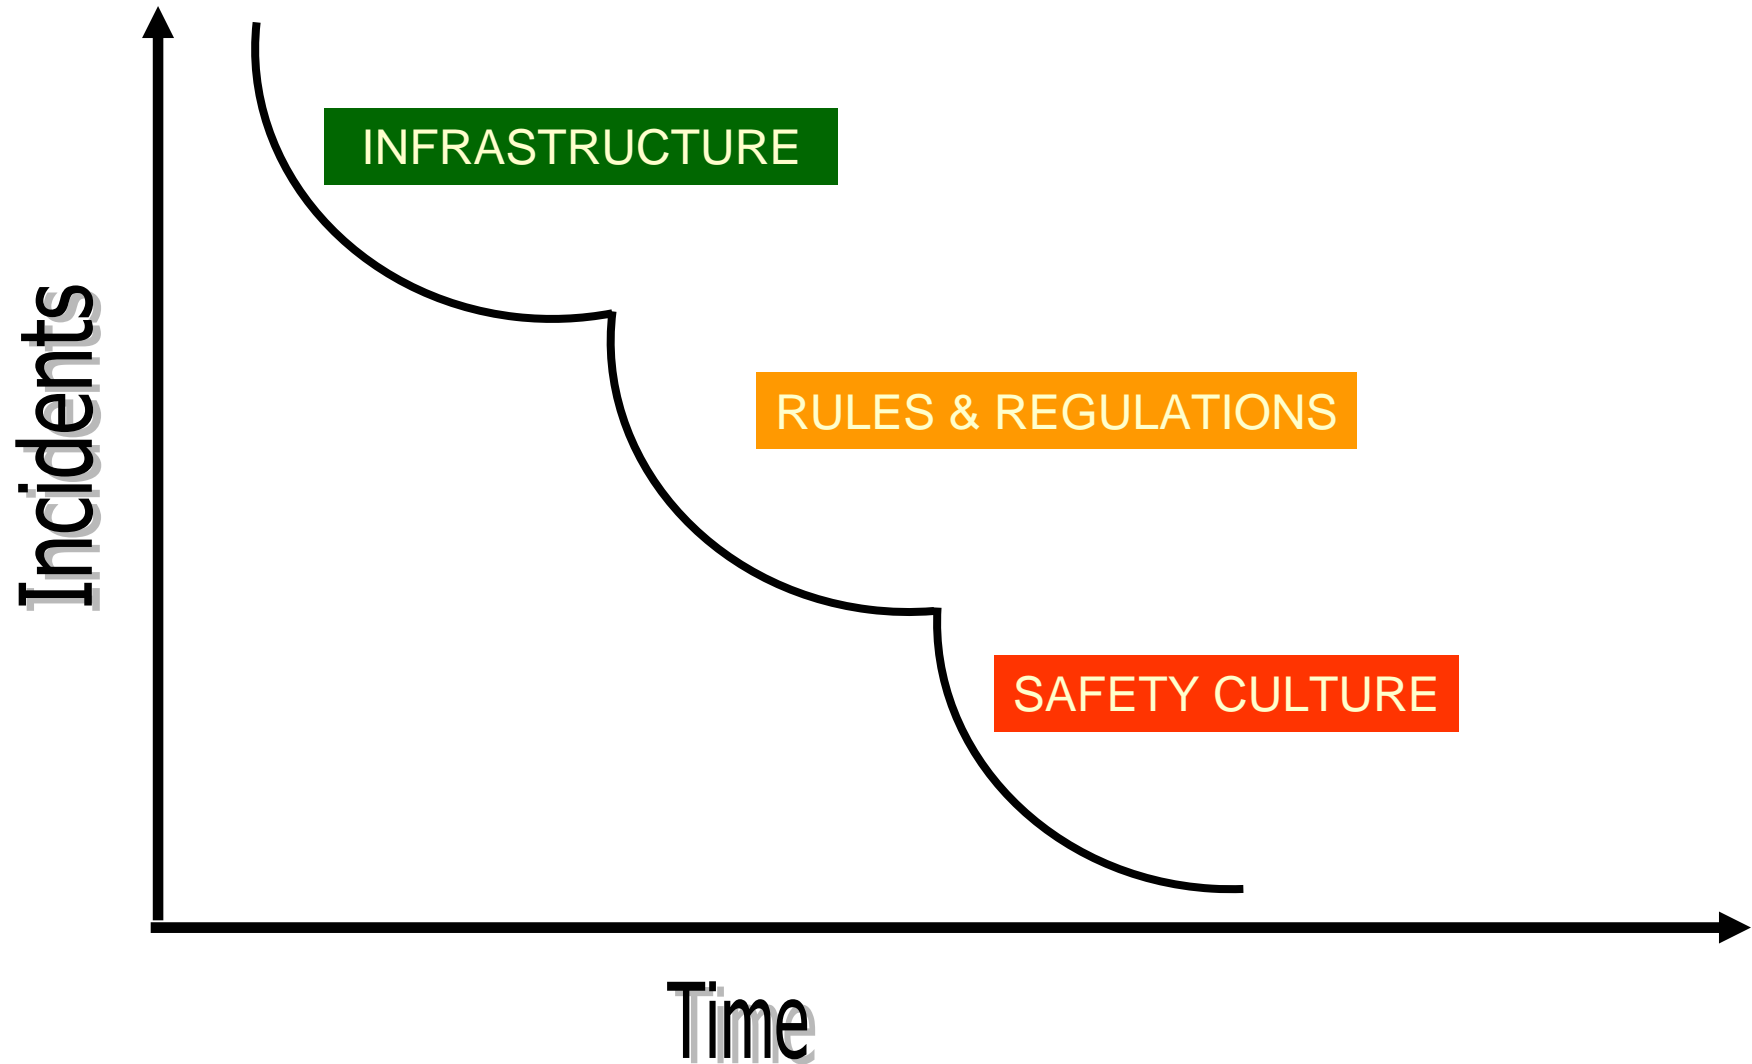 INFRASTRUCTURE
RULES & REGULATIONS
SAFETY CULTURE
Incidents
Time